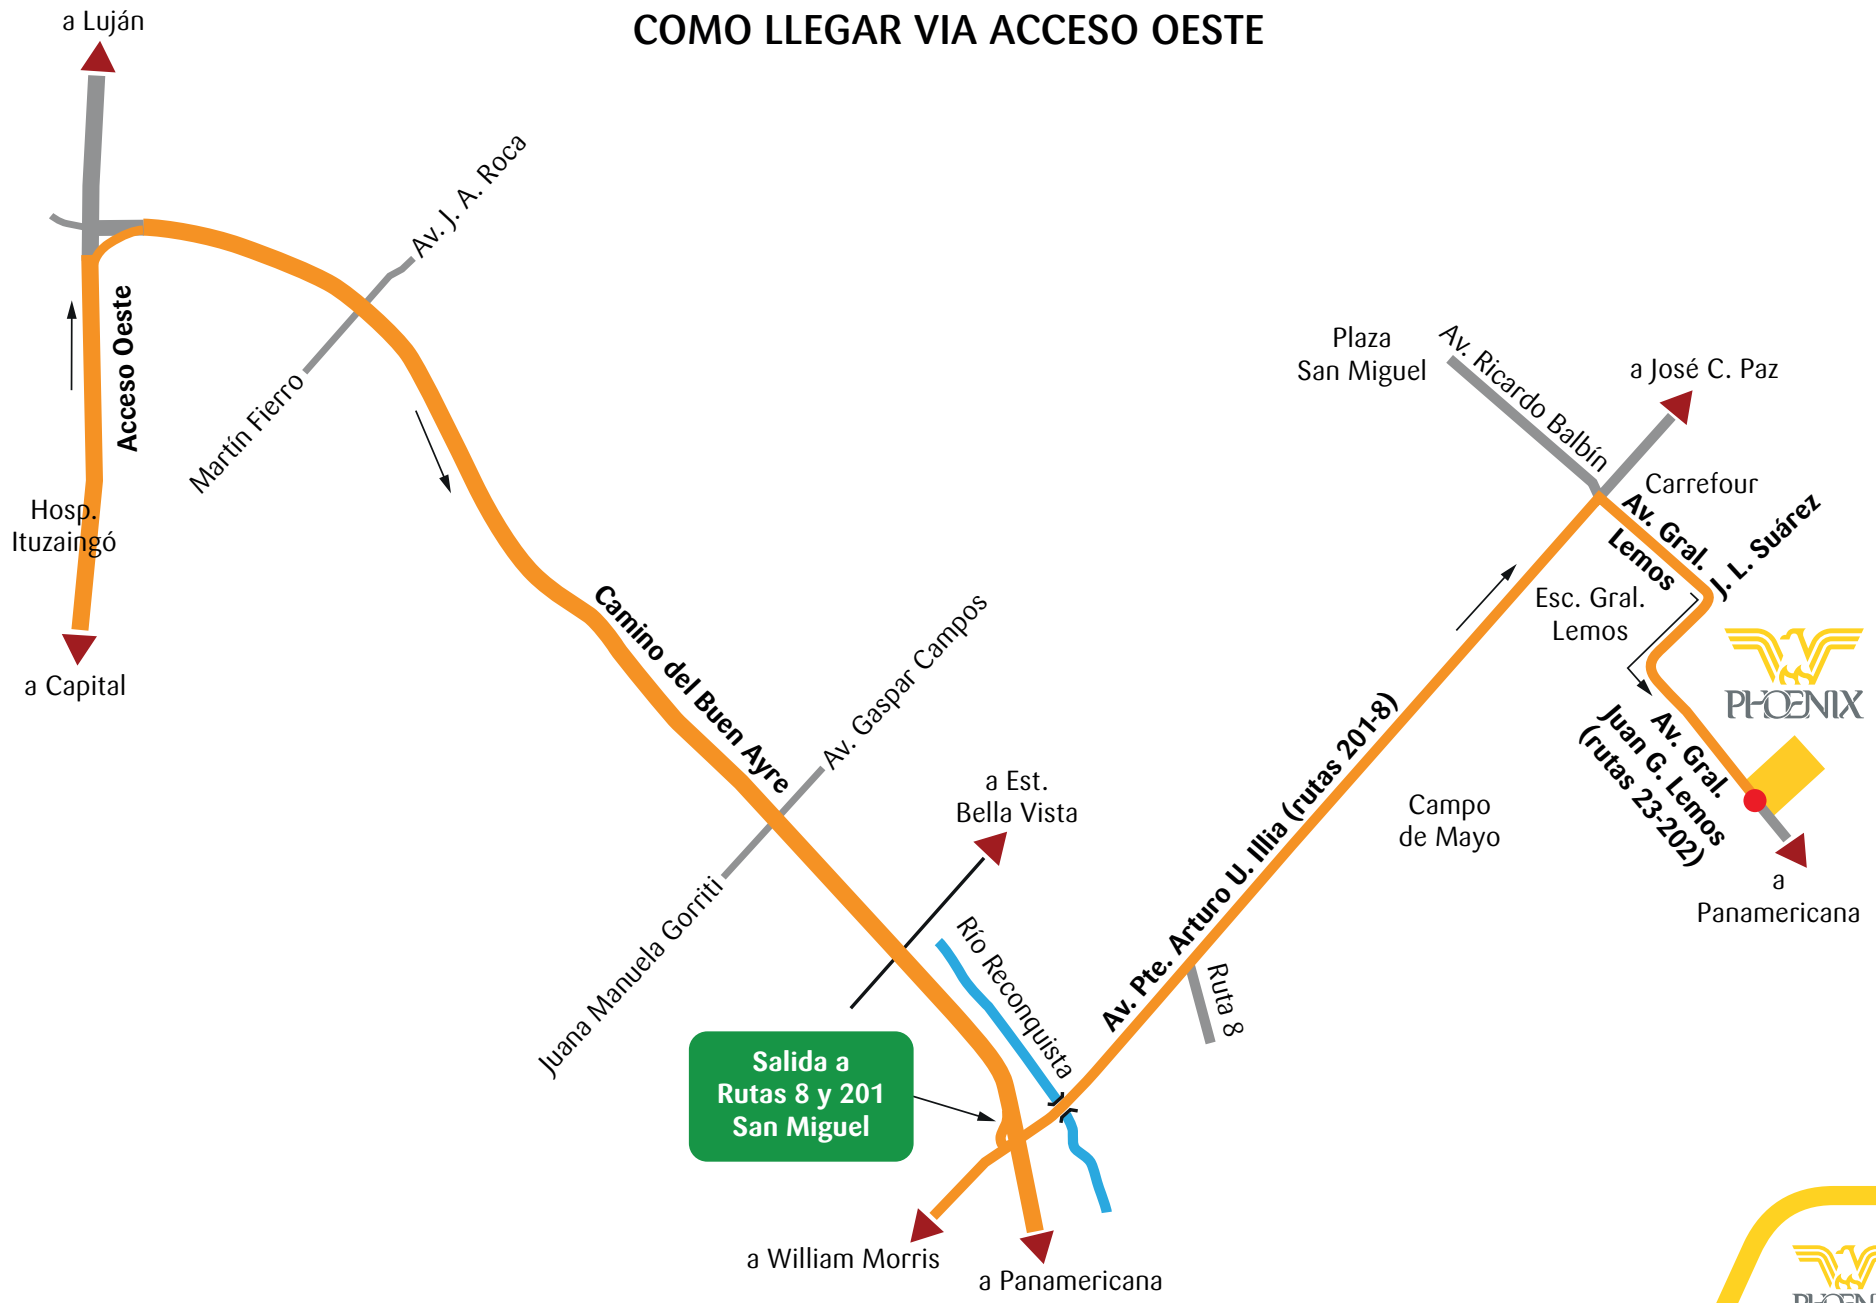 COMO LLEGAR VIA ACCESO OESTE
a Luján
Av. J. A. Roca
Acceso Oeste
Martín Fierro
Hosp.
Ituzaingó
a Capital
Camino del Buen Ayre
Av. Gaspar Campos
Juana Manuela Gorriti
a Est.
Bella Vista
Río Reconquista
Salida a
Rutas 8 y 201
San Miguel
a William Morris
a Panamericana
Av. Pte. Arturo U. Illia (rutas 201-8)
Ruta 8
Campo
de Mayo
Plaza
San Miguel
Av. Ricardo Balbín
a José C. Paz
Carrefour
Av. Gral.
Lemos
J. L. Suárez
Esc. Gral.
Lemos
PHOENIX
Av. Gral.
Juan G. Lemos
(rutas 23-202)
a
Panamericana
PHOENIX